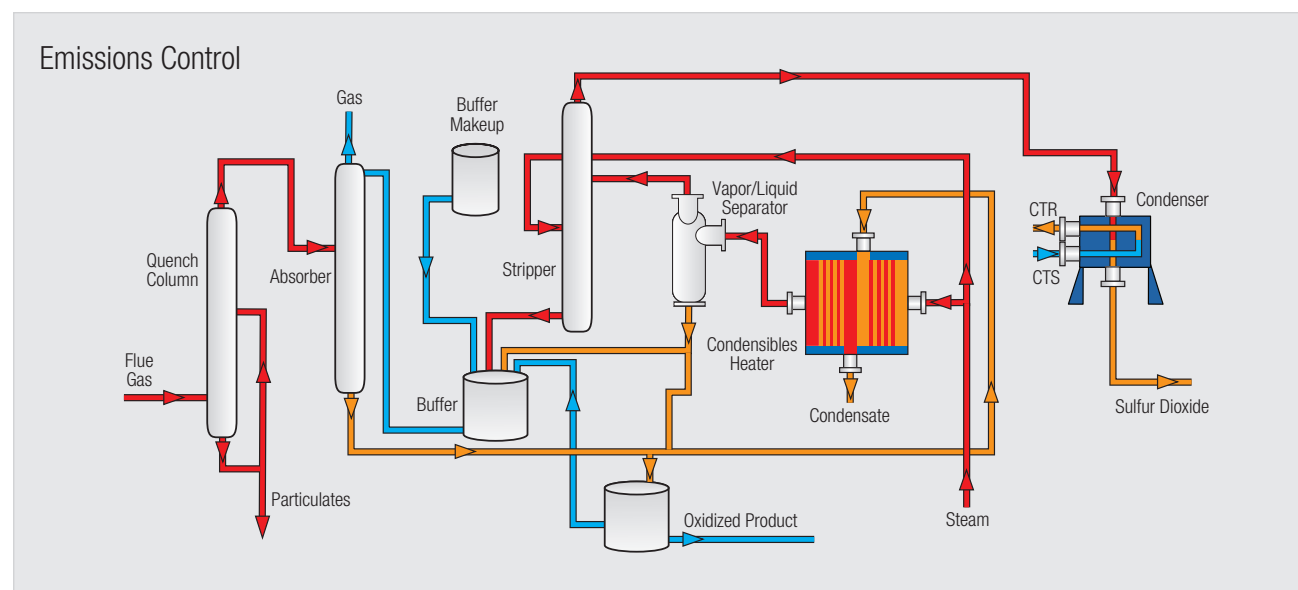 Emissions Control
Gas
Buffer
Makeup
Vapor/Liquid
Separator
CTR
Condenser
Quench
Column
Absorber
Stripper
CTS
Condensibles
Heater
Flue
Gas
Buffer
Condensate
Sulfur Dioxide
Particulates
Oxidized Product
Steam